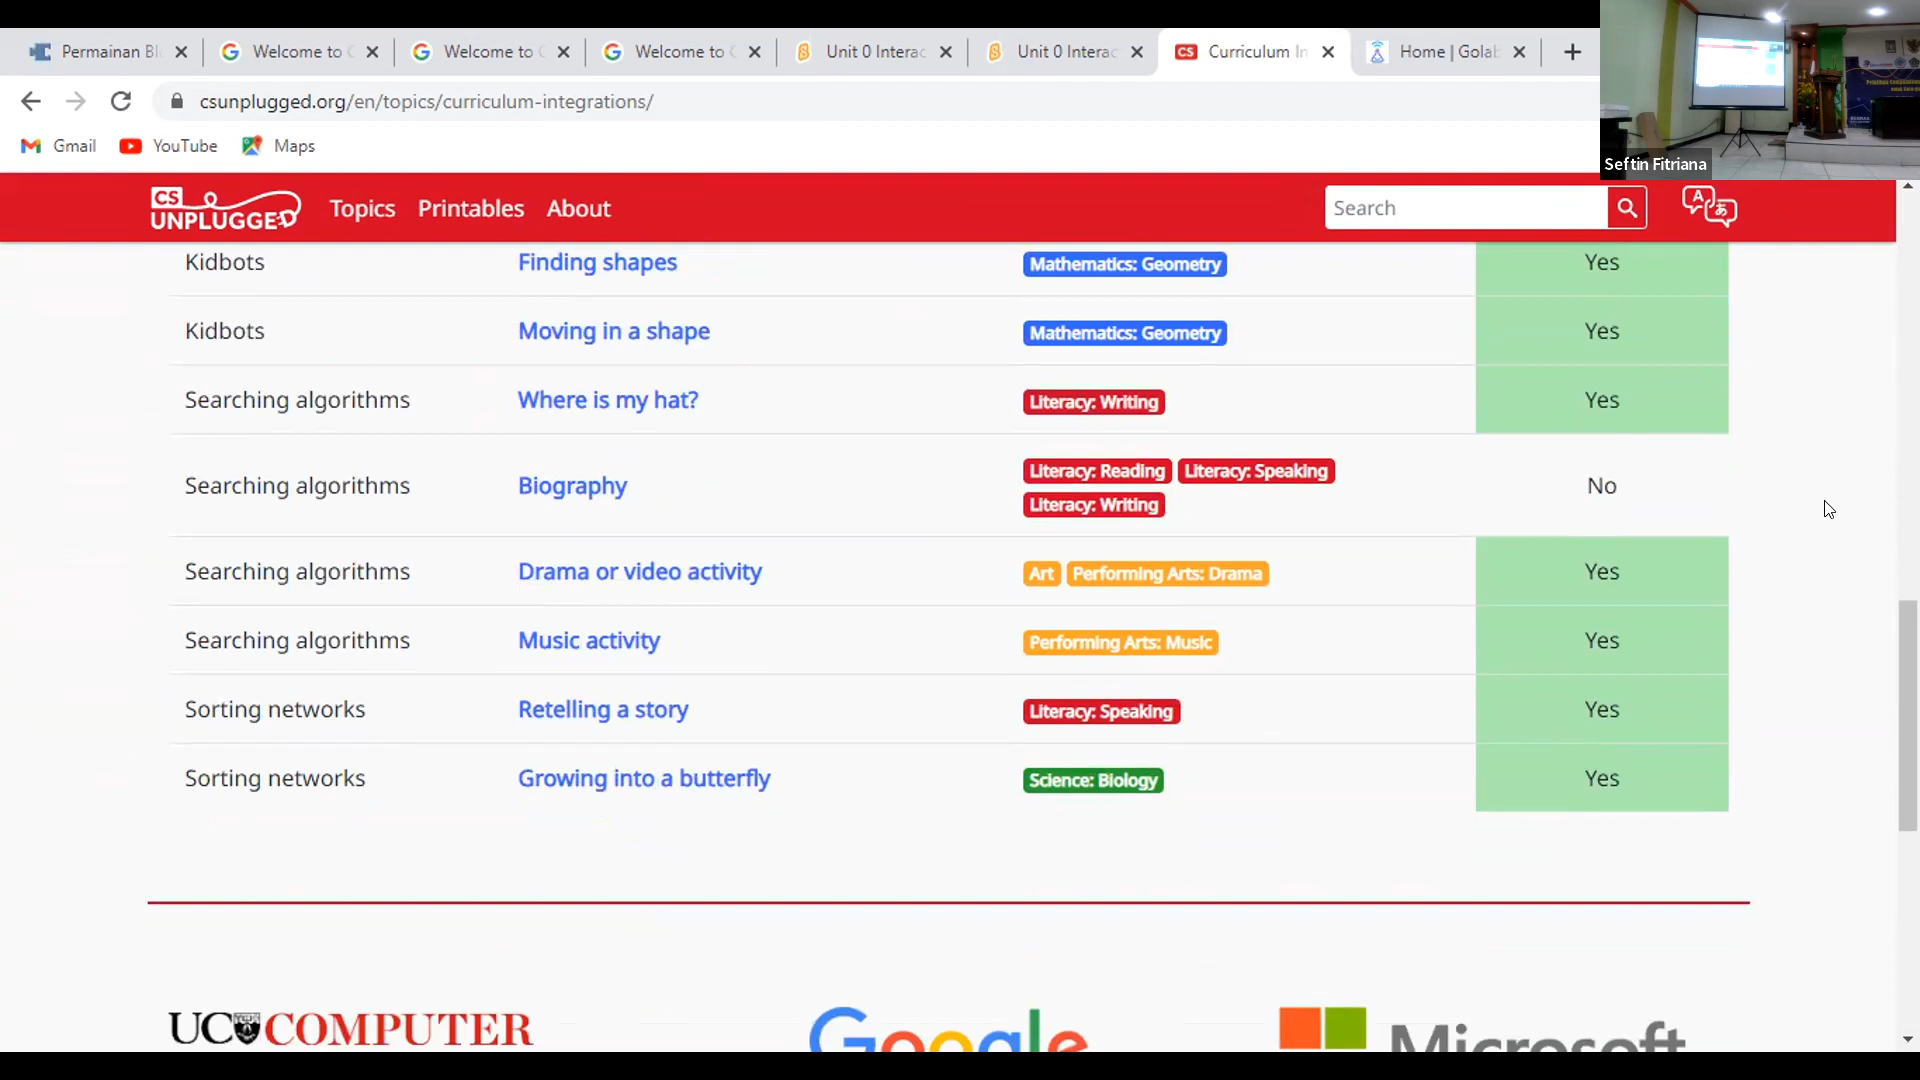 Permainan Bl
Welcome to
Welcome to
Welcome to
Unit 0 Interac
Unit 0 Interac
CS
Curriculum In
Home | Golab
csunplugged.org/en/topics/curriculum-integrations/
Gmail
YouTube
Maps
Seftin Fitriana
CS
UNPLUGGED
Topics
Printables
About
Search
Kidbots
Finding shapes
Mathematics: Geometry
Yes
Kidbots
Moving in a shape
Mathematics: Geometry
Yes
Searching algorithms
Where is my hat?
Literacy: Writing
Yes
Searching algorithms
Biography
Literacy: Reading
Literacy: Speaking
Literacy: Writing
No
Searching algorithms
Drama or video activity
Art
Performing Arts: Drama
Yes
Searching algorithms
Music activity
Performing Arts: Music
Yes
Sorting networks
Retelling a story
Literacy: Speaking
Yes
Sorting networks
Growing into a butterfly
Science: Biology
Yes
UC COMPUTER
Google
Microsoft